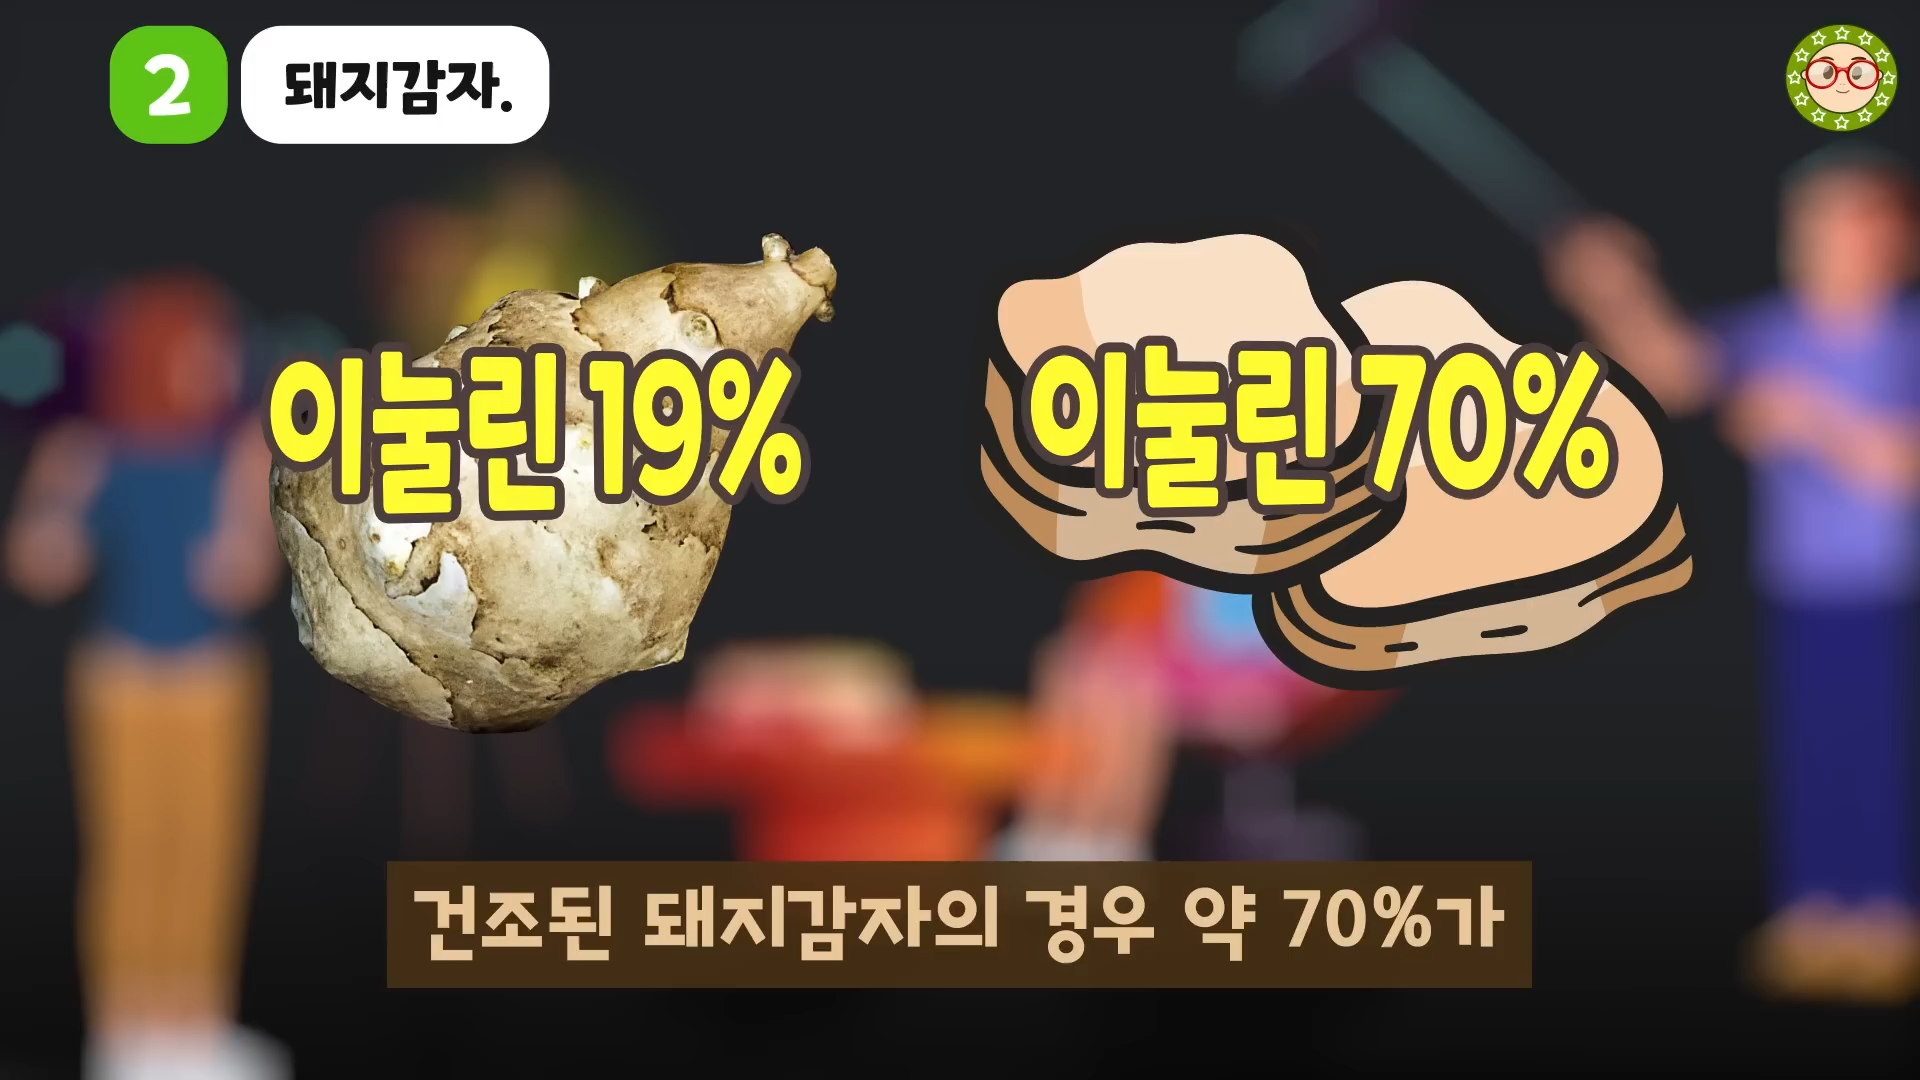 2 돼지감자.
이눌린 19%
이눌린 70%
건조된 돼지감자의 경우 약 70%가